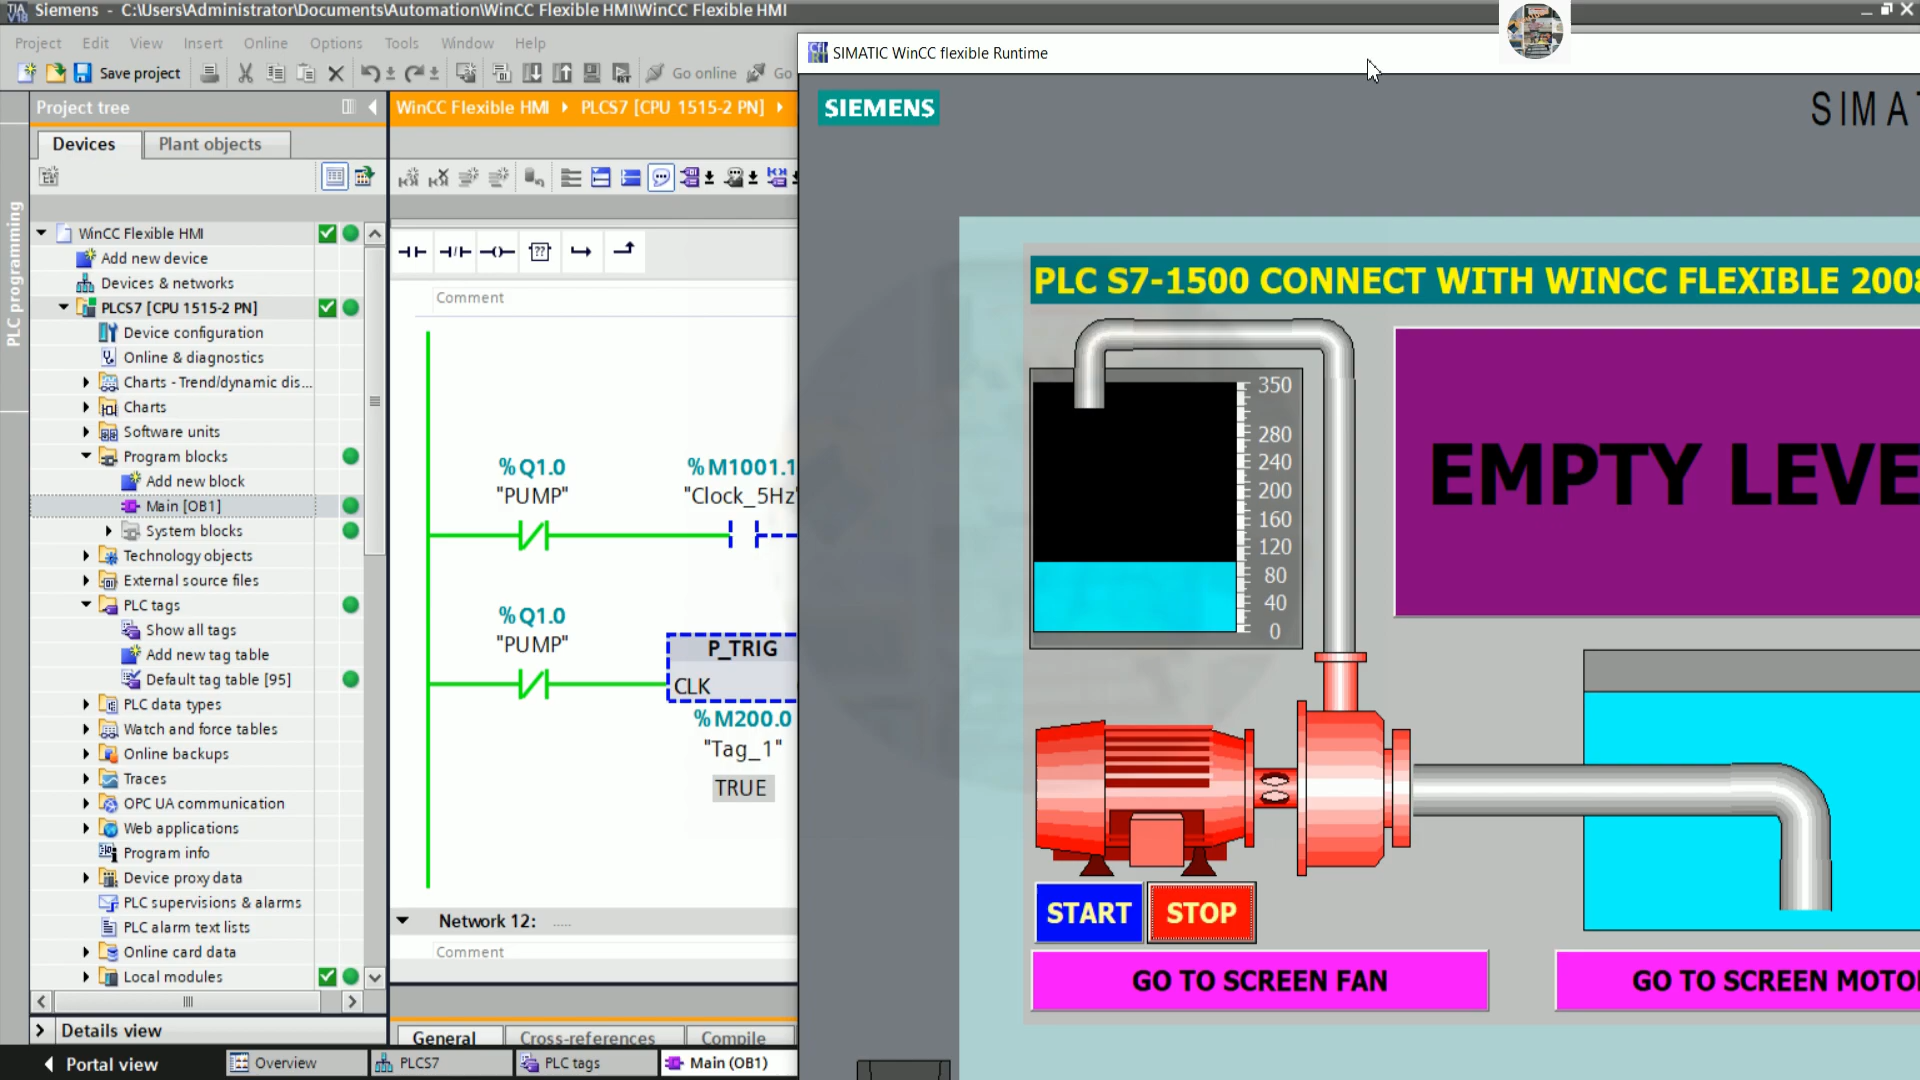 Siemens - C:\Users\Administrator\Documents\Automation\WinCC Flexible HMI\WinCC Flexible HMI
Project Edit View Insert Online Options Tools Window Help
Save project
Go online
Go
Project tree
Devices
Plant objects
PLC programming
WinCC Flexible HMI
Add new device
Devices & networks
PLCS7 [CPU 1515-2 PN]
Device configuration
Online & diagnostics
Charts - Trend/dynamic dis...
Charts
Software units
Program blocks
Add new block
Main [OB1]
System blocks
Technology objects
External source files
PLC tags
Show all tags
Add new tag table
Default tag table [95]
PLC data types
Watch and force tables
Online backups
Traces
OPC UA communication
Web applications
Program info
Device proxy data
PLC supervisions & alarms
PLC alarm text lists
Online card data
Local modules
Details view
WinCC Flexible HMI
PLCS7 [CPU 1515-2 PN]
??
Comment
%Q1.0
"PUMP"
%M1001.1
"Clock_5Hz"
%Q1.0
"PUMP"
P_TRIG
CLK
%M200.0
"Tag_1"
TRUE
Network 12: .....
Comment
General
Cross-references
Compile
Portal view
Overview
PLCS7
PLC tags
Main (OB1)
SIMATIC WinCC flexible Runtime
SIEMENS
SIMAT
PLC S7-1500 CONNECT WITH WINCC FLEXIBLE 2008
350
280
240
200
160
120
80
40
0
EMPTY LEVE
START
STOP
GO TO SCREEN FAN
GO TO SCREEN MOTO